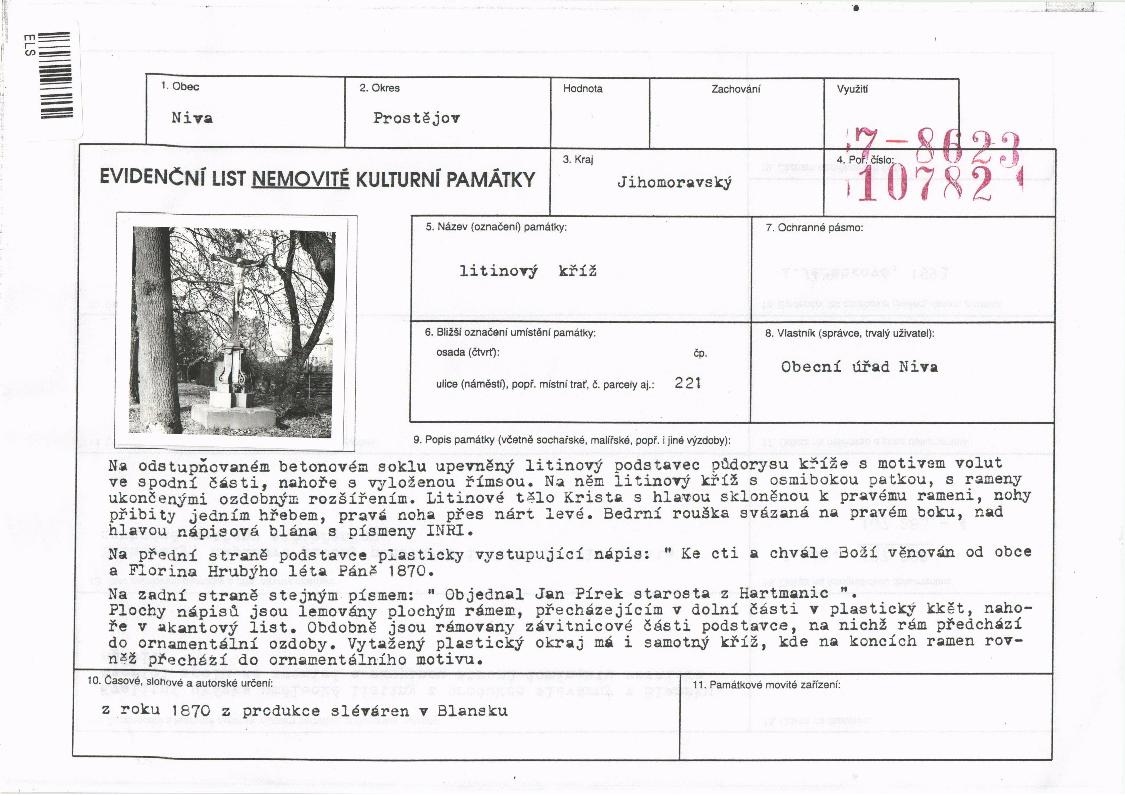 ELS
1. Obec
Niva
2. Okres
Prostějov
Hodnota
Zachování
Využití
7-8623
EVIDENČNÍ LIST NEMOVITÉ KULTURNÍ PAMÁTKY
3. Kraj
Jihomoravský
4. Poř. číslo:
107821
5. Název (označení) památky:
litinový kříž
7. Ochranné pásmo:
6. Bližší označení umístění památky:
osada (čtvrť):
čp.
ulice (náměstí), popř. místní trať, č. parcely aj.: 221
8. Vlastník (správce, trvalý uživatel):
Obecní úřad Niva
9. Popis památky (včetně sochařské, malířské, popř. i jiné výzdoby):
Na odstupňovaném betonovém soklu upevněný litinový podstavec půdorysu kříže s motivem volut
ve spodní části, nahoře s vyloženou římsou. Na něm litinový kříž s osmibokou patkou, s rameny
ukončenými ozdobným rozšířením. Litinové tělo Krista s hlavou skloněnou k pravému rameni, nohy
přibity jedním hřebem, pravá noha přes nárt levé. Bederní rouška svázaná na pravém boku, nad
hlavou nápisová blána s písmeny INRI.
Na přední straně podstavce plasticky vystupující nápis: " Ke cti a chvále Boží věnován od obce
a Florina Hrubýho léta Páně 1870.
Na zadní straně stejným písmem: " Objednal Jan Pírek starosta z Hartmanic ".
Plochy nápisů jsou lemovány plochým rámem, přecházejícím v dolní části v plastický kkět, naho-
ře v akantový list. Obdobně jsou rámovány závitnicové části podstavce, na nichž rám předchází
do ornamentální ozdoby. Vytažený plastický okraj má i samotný kříž, kde na koncích ramen rov-
něž přechází do ornamentálního motivu.
10. Časové, slohové a autorské určení:
z roku 1870 z produkce sléváren v Blansku
11. Památkové movité zařízení: